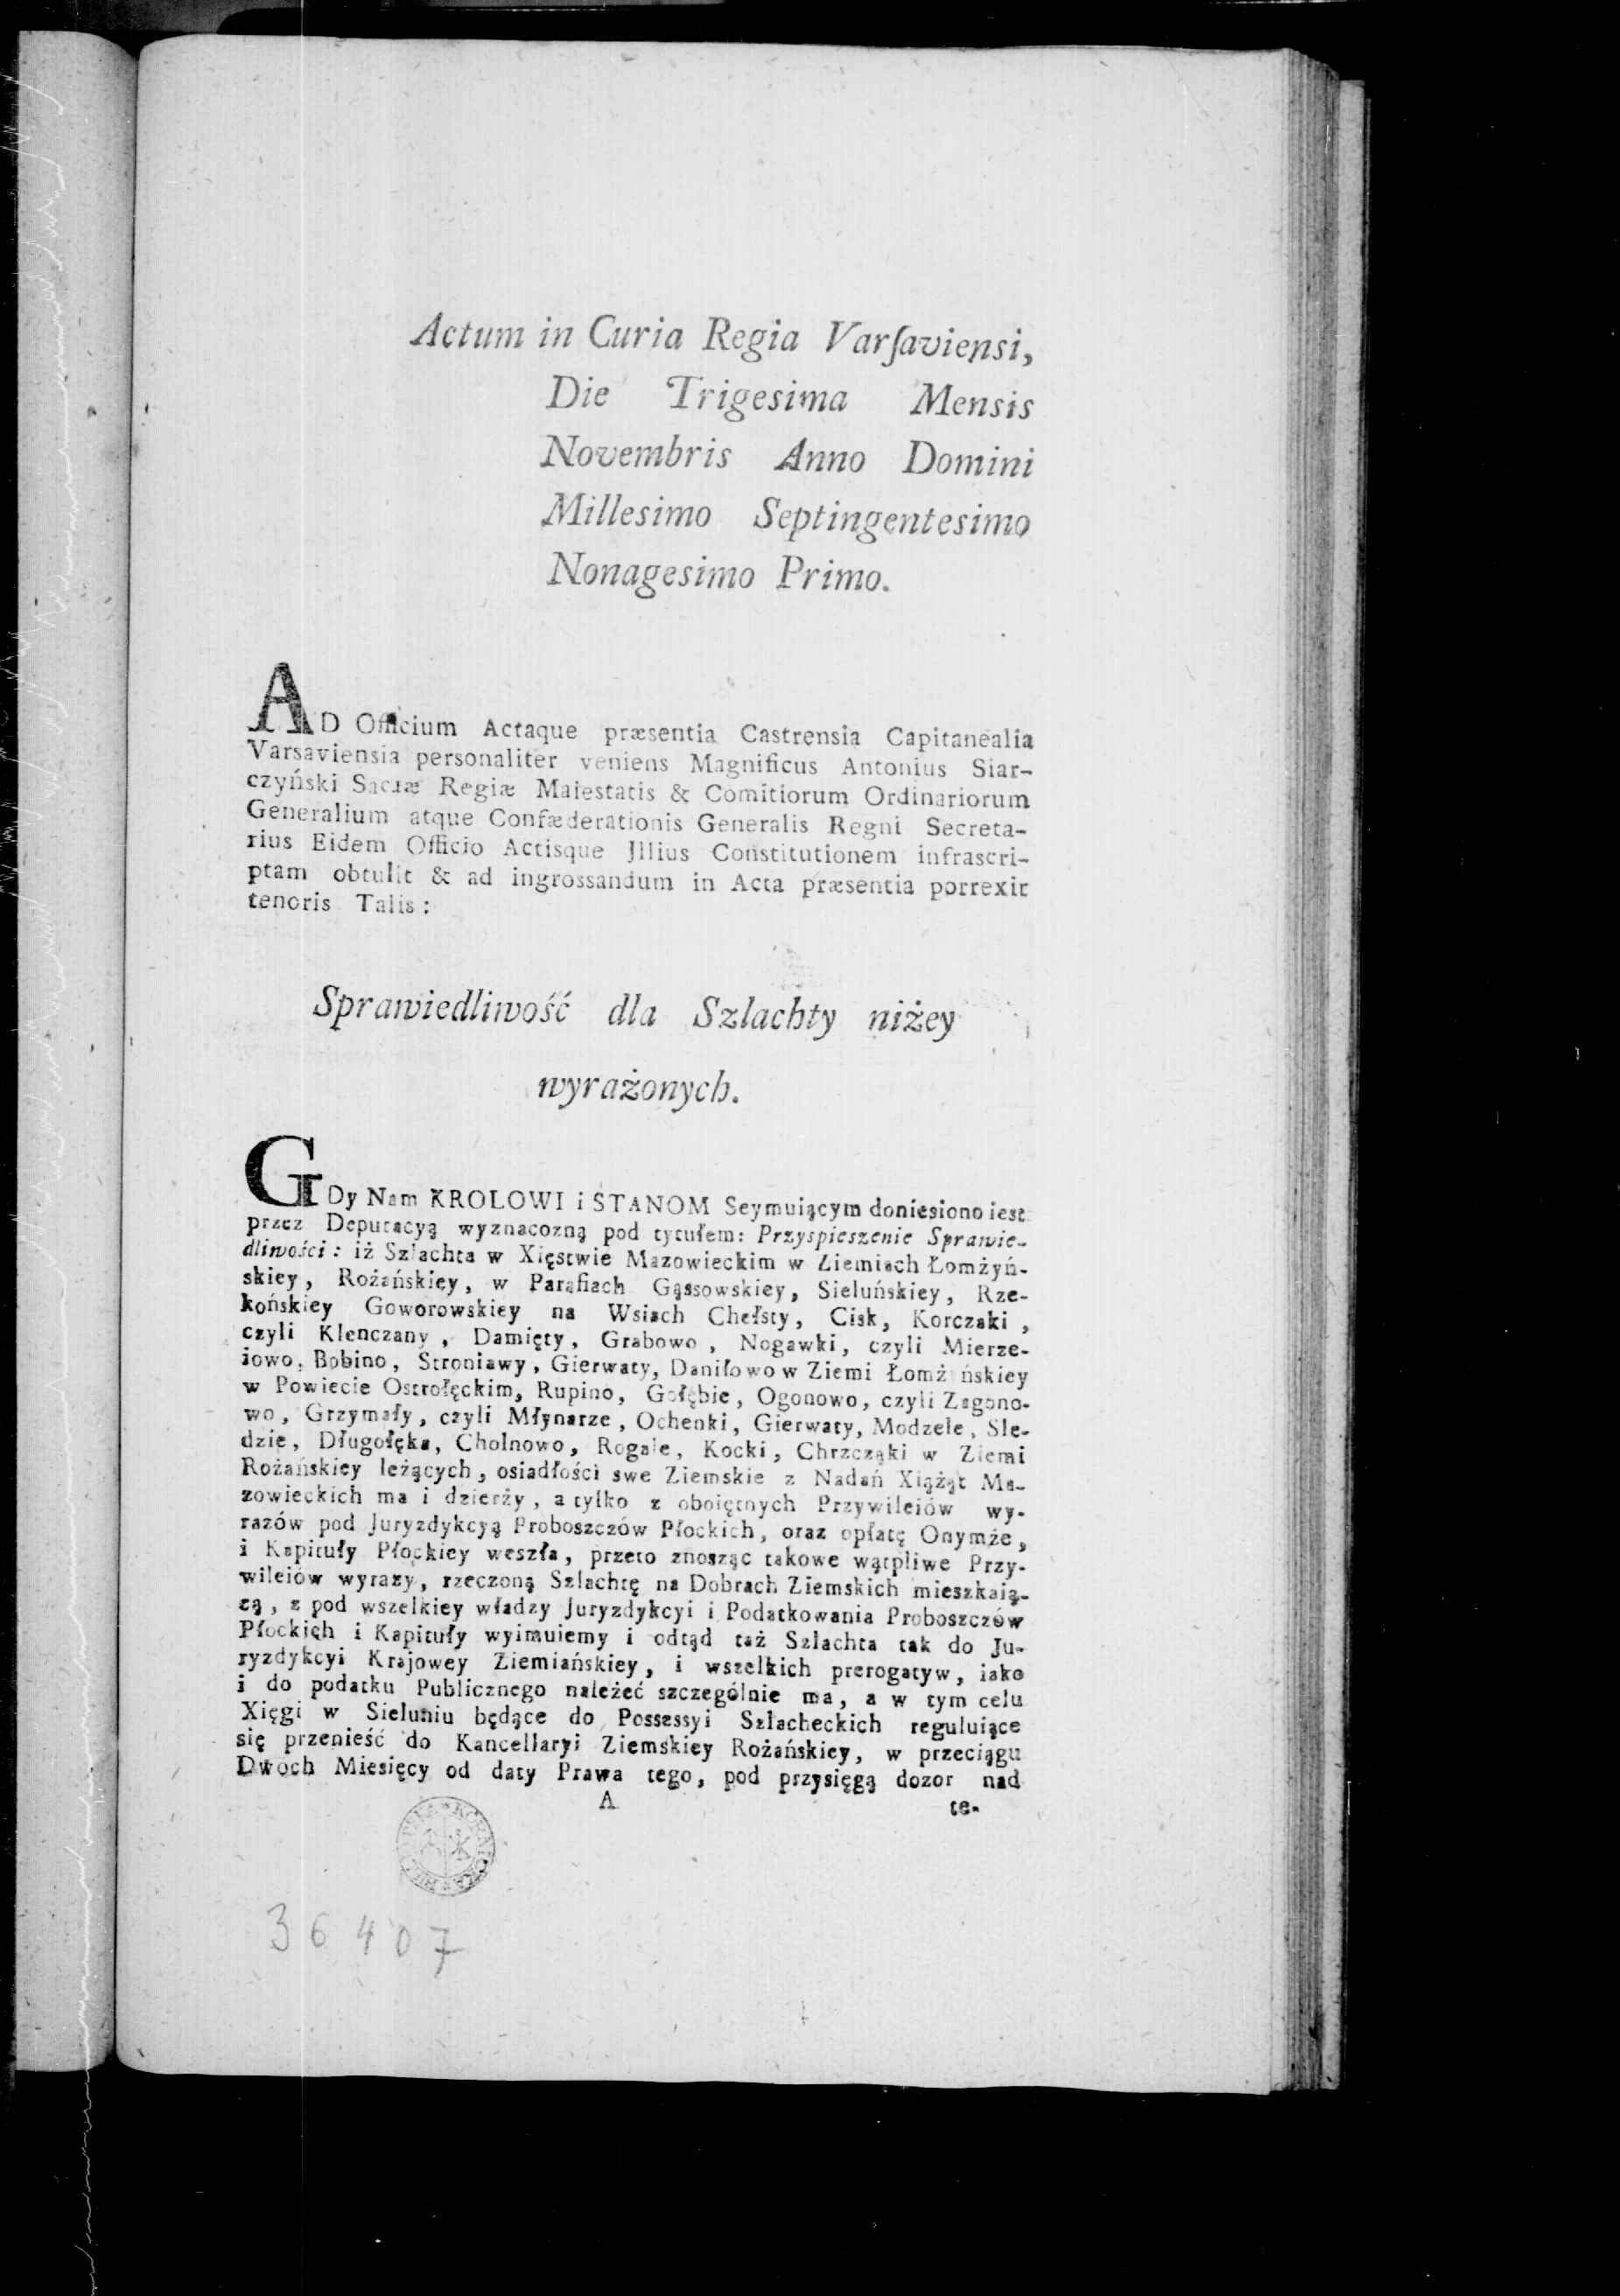 Actum in Curia Regia Varſaviensi,
Die Trigesima Mensis
Novembris Anno Domini
Millesimo Septingentesimo
Nonagesimo Primo.
AD Officium Actaque præsentia Castrensia Capitanealia
Varsaviensia personaliter veniens Magnificus Antonius Siar-
czyński Sacræ Regiæ Maiestatis & Comitiorum Ordinariorum
Generalium atque Confæderationis Generalis Regni Secreta-
rius Eidem Officio Actisque Jllius Constitutionem infrascri-
ptam obtulit & ad ingrossandum in Acta præsentia porrexit
tenoris Talis:
Sprawiedliwość dla Szlachty niżey
wyrażonych.
GDy Nam KROLOWI i STANOM Seymuiącym doniesiono iest
przez Deputacyą wyznacozną pod tytułem: Przyspieszenie Sprawie-
dliwości: iż Szlachta w Xięstwie Mazowieckim w Ziemiach Łomżyń-
skiey, Rożańskiey, w Parafiach Gąssowskiey, Sieluńskiey, Rze-
końskiey Goworowskiey na Wsiach Chełsty, Cisk, Korczaki,
czyli Klenczany, Damięty, Grabowo, Nogawki, czyli Mierze-
iowo, Bobino, Stroniawy, Gierwaty, Daniłowo w Ziemi Łomżyńskiey
w Powiecie Ostrołęckim, Rupino, Gołębie, Ogonowo, czyli Zagono-
wo, Grzymały, czyli Młynarze, Ochenki, Gierwaty, Modzele, Sle-
dzie, Długołęka, Cholnowo, Rogale, Kocki, Chrzcząki w Ziemi
Rożańskiey leżących, osiadłości swe Ziemskie z Nadań Xiążąt Ma-
zowieckich ma i dzierży, a tylko z oboiętnych Przywileiów wy-
razów pod Juryzdykcyą Proboszczów Płockich, oraz opłatę Onymże,
i Kapituły Płockiey weszła, przeto znosząc takowe wątpliwe Przy-
wileiów wyrazy, rzeczoną Szlachtę na Dobrach Ziemskich mieszkaią-
cą, z pod wszelkiey władzy Juryzdykcyi i Podatkowania Proboszczów
Płockich i Kapituły wyimuiemy i odtąd taż Szlachta tak do Ju-
ryzdykcyi Krajowey Ziemiańskiey, i wszelkich prerogatyw, iako
i do podatku Publicznego należeć szczególnie ma, a w tym celu
Xięgi w Sieluniu będące do Possessyi Szlacheckich reguluiące
się przenieść do Kancellaryi Ziemskiey Rożańskiey, w przeciągu
Dwoch Miesięcy od daty Prawa tego, pod przysięgą dozor nad
A te-
36407